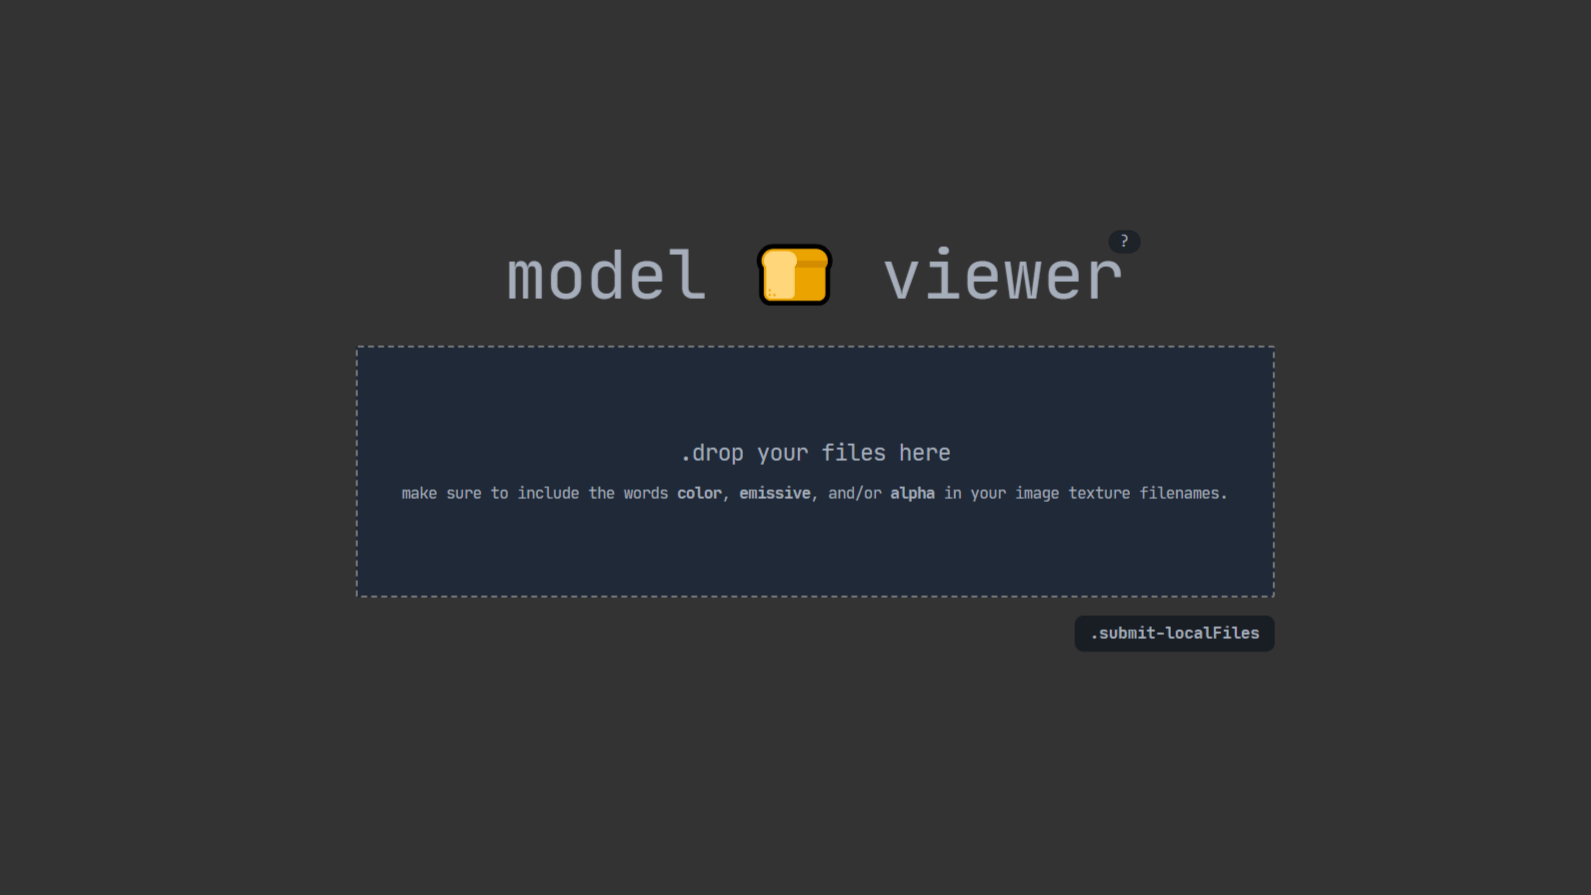 model viewer
?
.drop your files here
make sure to include the words color, emissive, and/or alpha in your image texture filenames.
.submit-localFiles